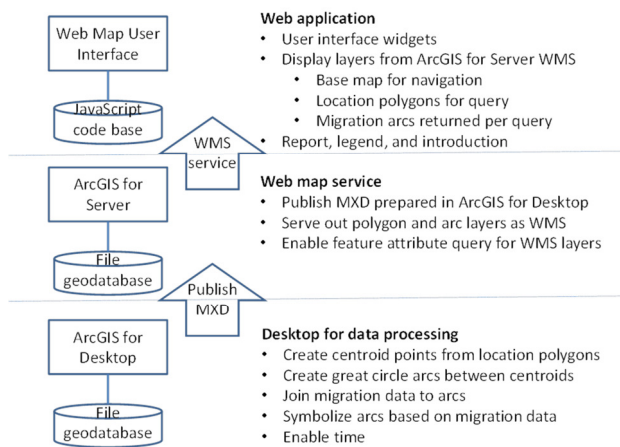 Web Map User
Interface
JavaScript
code base
Web application
• User interface widgets
• Display layers from ArcGIS for Server WMS
• Base map for navigation
• Location polygons for query
• Migration arcs returned per query
• Report, legend, and introduction
WMS
service
ArcGIS for
Server
File
geodatabase
Web map service
• Publish MXD prepared in ArcGIS for Desktop
• Serve out polygon and arc layers as WMS
• Enable feature attribute query for WMS layers
Publish
MXD
ArcGIS for
Desktop
File
geodatabase
Desktop for data processing
• Create centroid points from location polygons
• Create great circle arcs between centroids
• Join migration data to arcs
• Symbolize arcs based on migration data
• Enable time